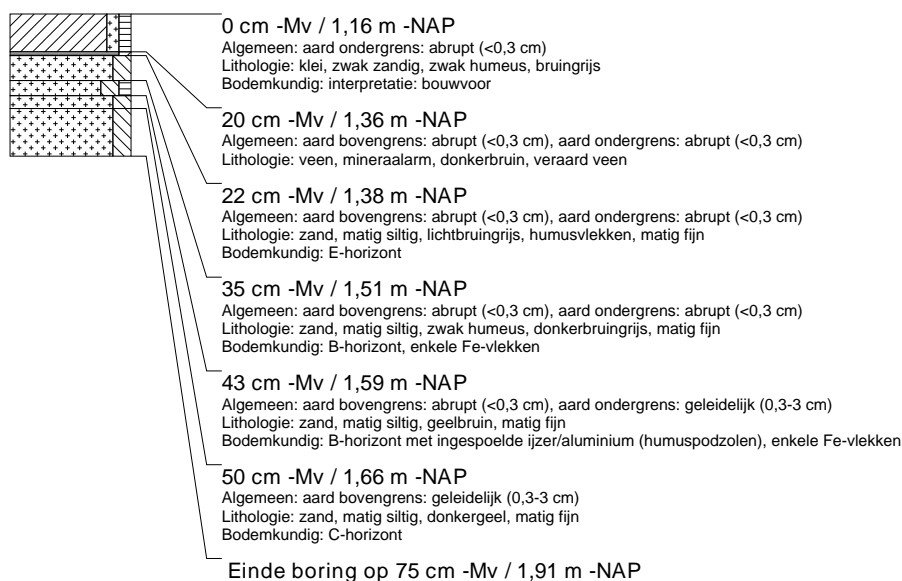 0 cm -Mv / 1,16 m -NAP
Algemeen: aard ondergrens: abrupt (<0,3 cm)
Lithologie: klei, zwak zandig, zwak humeus, bruingrijs
Bodemkundig: interpretatie: bouwvoor
20 cm -Mv / 1,36 m -NAP
Algemeen: aard bovengrens: abrupt (<0,3 cm), aard ondergrens: abrupt (<0,3 cm)
Lithologie: veen, mineraalarm, donkerbruin, veraard veen
22 cm -Mv / 1,38 m -NAP
Algemeen: aard bovengrens: abrupt (<0,3 cm), aard ondergrens: abrupt (<0,3 cm)
Lithologie: zand, matig siltig, lichtbruingrijs, humusvlekken, matig fijn
Bodemkundig: E-horizont
35 cm -Mv / 1,51 m -NAP
Algemeen: aard bovengrens: abrupt (<0,3 cm), aard ondergrens: abrupt (<0,3 cm)
Lithologie: zand, matig siltig, zwak humeus, donkerbruingrijs, matig fijn
Bodemkundig: B-horizont, enkele Fe-vlekken
43 cm -Mv / 1,59 m -NAP
Algemeen: aard bovengrens: abrupt (<0,3 cm), aard ondergrens: geleidelijk (0,3-3 cm)
Lithologie: zand, matig siltig, geelbruin, matig fijn
Bodemkundig: B-horizont met ingespoelde ijzer/aluminium (humuspodzolen), enkele Fe-vlekken
50 cm -Mv / 1,66 m -NAP
Algemeen: aard bovengrens: geleidelijk (0,3-3 cm)
Lithologie: zand, matig siltig, donkergeel, matig fijn
Bodemkundig: C-horizont
Einde boring op 75 cm -Mv / 1,91 m -NAP